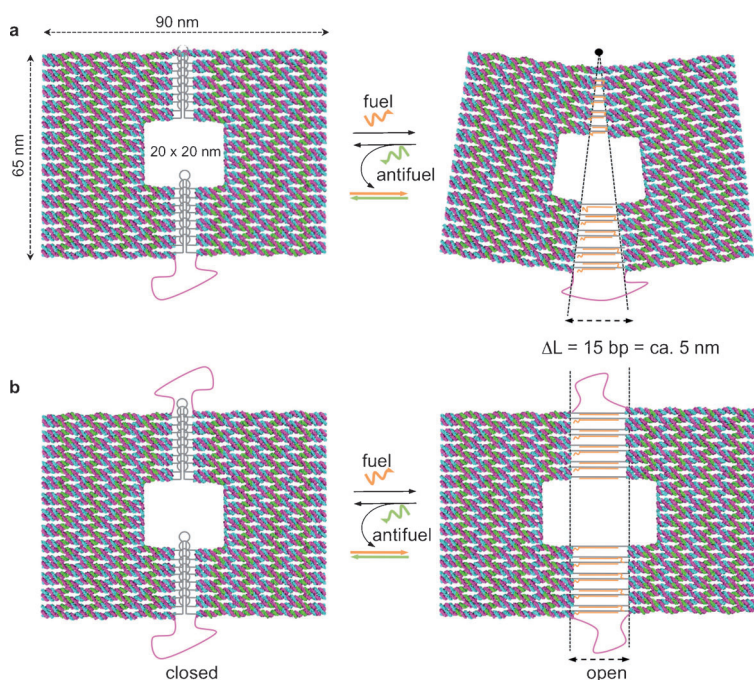 90 nm
a
65 nm
20 x 20 nm
fuel
antifuel
ΔL = 15 bp = ca. 5 nm
b
fuel
antifuel
closed
open